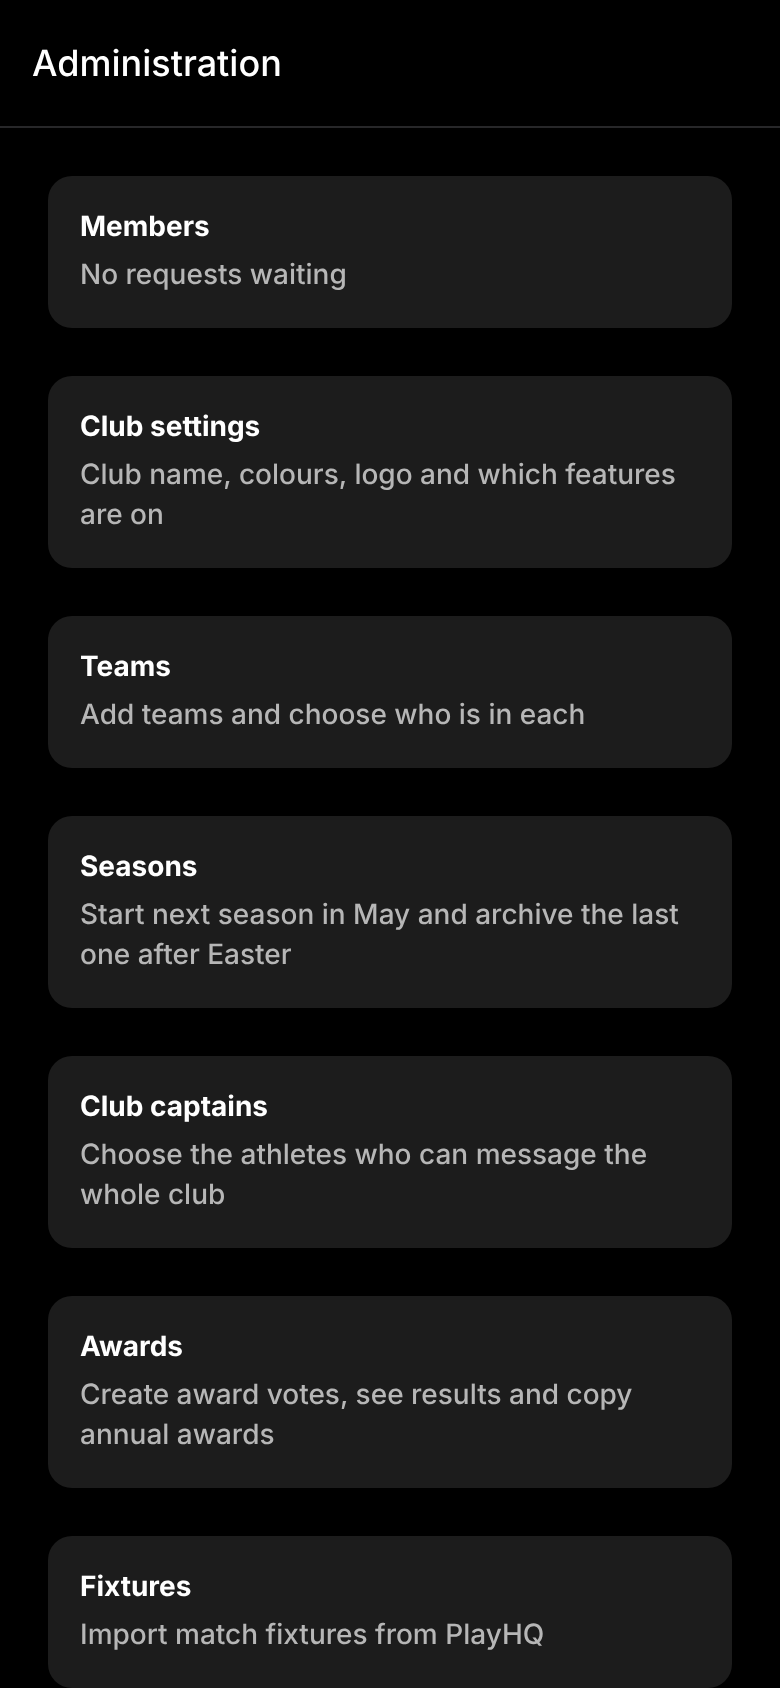 Administration
Members
No requests waiting
Club settings
Club name, colours, logo and which features
are on
Teams
Add teams and choose who is in each
Seasons
Start next season in May and archive the last
one after Easter
Club captains
Choose the athletes who can message the
whole club
Awards
Create award votes, see results and copy
annual awards
Fixtures
Import match fixtures from PlayHQ